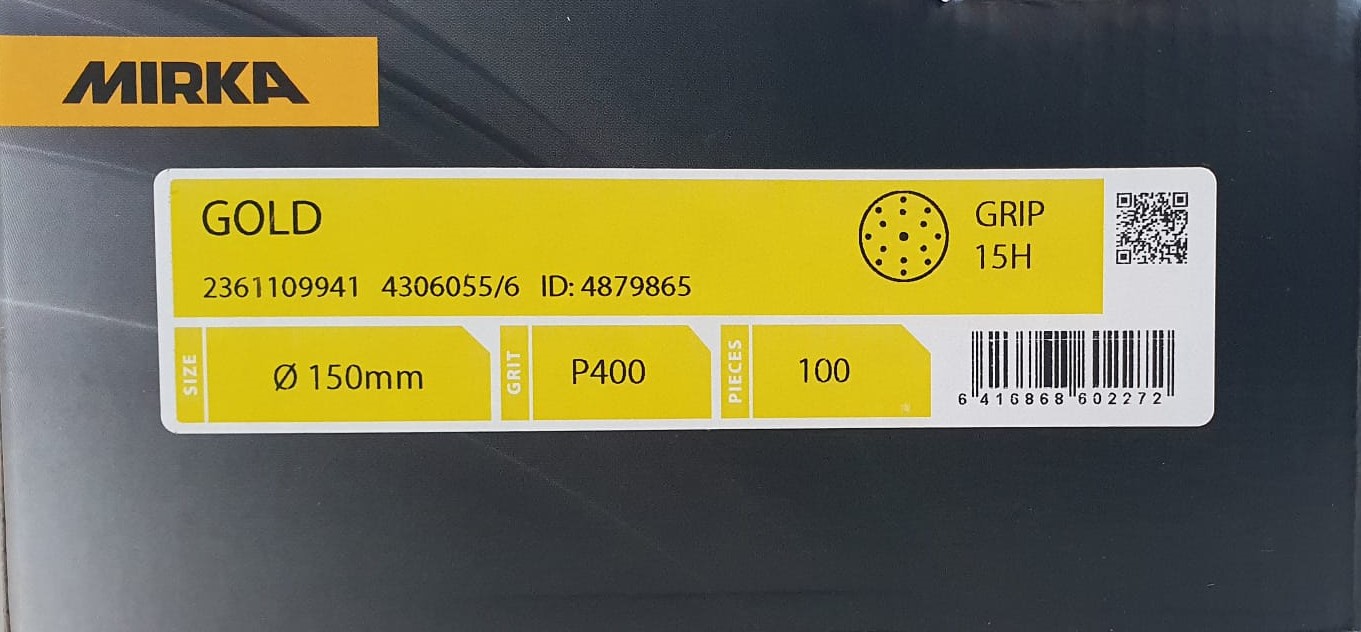 MIRKA
GOLD
GRIP
15H
2361109941 4306055/6 ID: 4879865
SIZE
Ø 150mm
GRIT
P400
PIECES
100
6 416868 602272